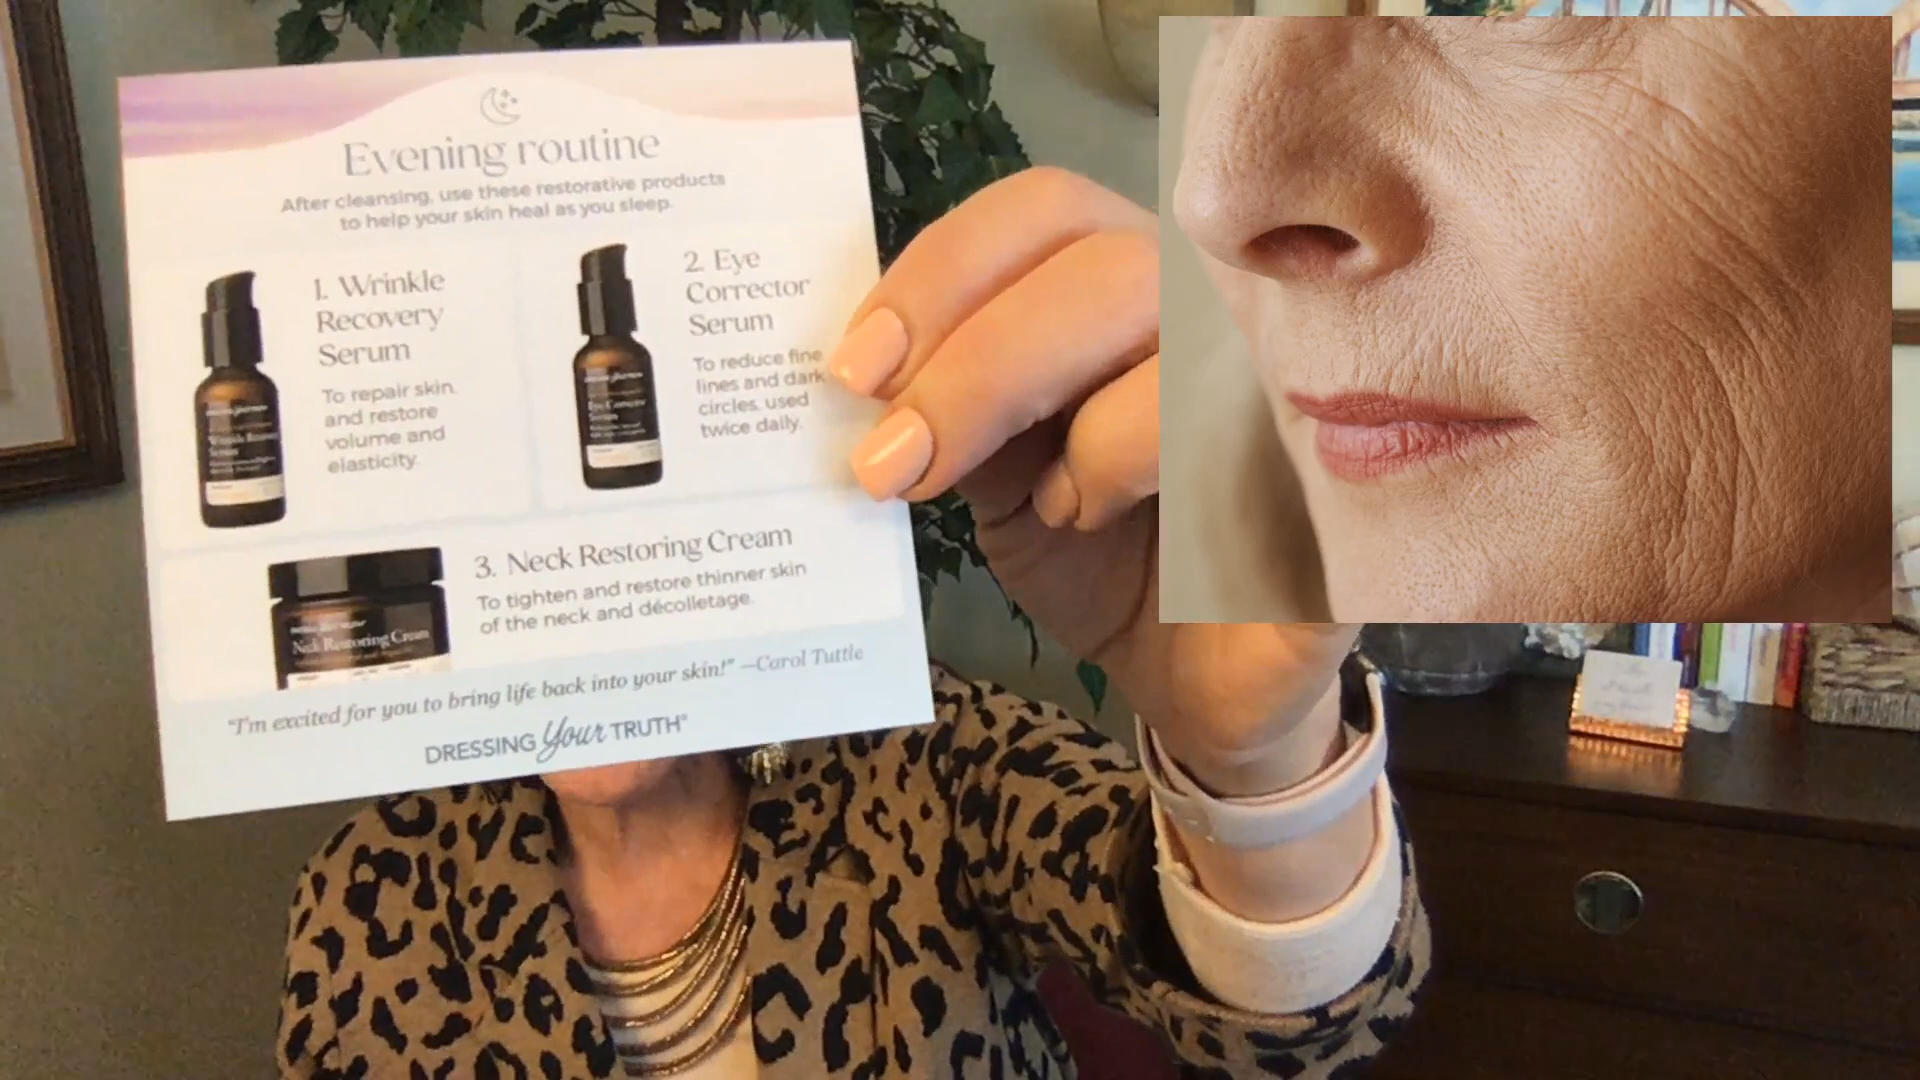 Evening routine
After cleansing, use these restorative products
to help your skin heal as you sleep.
1. Wrinkle
Recovery
Serum
To repair skin,
and restore
volume and
elasticity.
2. Eye
Corrector
Serum
To reduce fine
lines and dark
circles, used
twice daily.
3. Neck Restoring Cream
To tighten and restore thinner skin
of the neck and décolletage.
Neck Restoring Cream
"I'm excited for you to bring life back into your skin!" —Carol Tuttle
DRESSING Your TRUTH®